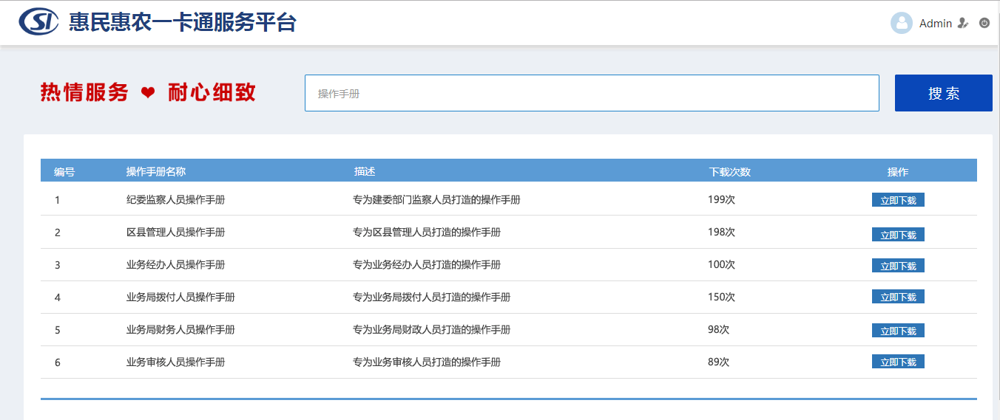 CSI 惠民惠农一卡通服务平台 Admin
热情服务 ❤ 耐心细致 操作手册 搜 索
编号 操作手册名称 描述 下载次数 操作
1 纪委监察人员操作手册 专为建委部门监察人员打造的操作手册 199次 立即下载
2 区县管理人员操作手册 专为区县管理人员打造的操作手册 198次 立即下载
3 业务经办人员操作手册 专为业务经办人员打造的操作手册 100次 立即下载
4 业务局拨付人员操作手册 专为业务局拨付人员打造的操作手册 150次 立即下载
5 业务局财务人员操作手册 专为业务局财政人员打造的操作手册 98次 立即下载
6 业务审核人员操作手册 专为业务审核人员打造的操作手册 89次 立即下载